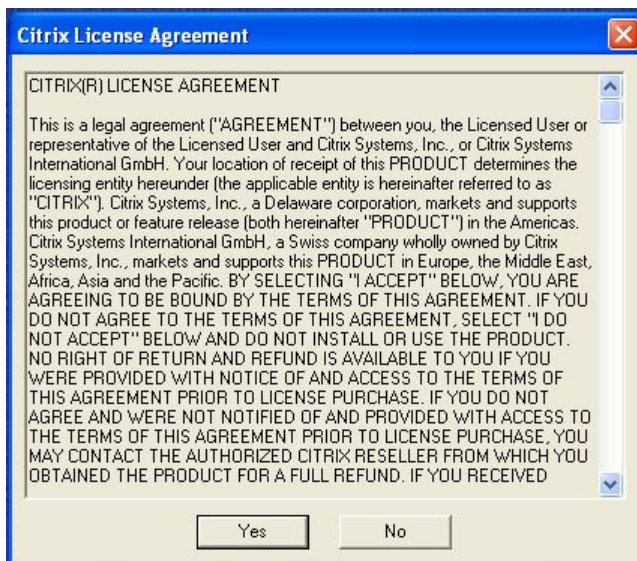 Citrix License Agreement
CITRIX(R) LICENSE AGREEMENT
This is a legal agreement ("AGREEMENT") between you, the Licensed User or
representative of the Licensed User and Citrix Systems, Inc., or Citrix Systems
International GmbH. Your location of receipt of this PRODUCT determines the
licensing entity hereunder (the applicable entity is hereinafter referred to as
"CITRIX"). Citrix Systems, Inc., a Delaware corporation, markets and supports
this product or feature release (both hereinafter "PRODUCT") in the Americas.
Citrix Systems International GmbH, a Swiss company wholly owned by Citrix
Systems, Inc., markets and supports this PRODUCT in Europe, the Middle East,
Africa, Asia and the Pacific. BY SELECTING "I ACCEPT" BELOW, YOU ARE
AGREEING TO BE BOUND BY THE TERMS OF THIS AGREEMENT. IF YOU
DO NOT AGREE TO THE TERMS OF THIS AGREEMENT, SELECT "I DO
NOT ACCEPT" BELOW AND DO NOT INSTALL OR USE THE PRODUCT.
NO RIGHT OF RETURN AND REFUND IS AVAILABLE TO YOU IF YOU
WERE PROVIDED WITH NOTICE OF AND ACCESS TO THE TERMS OF
THIS AGREEMENT PRIOR TO LICENSE PURCHASE. IF YOU DO NOT
AGREE AND WERE NOT NOTIFIED OF AND PROVIDED WITH ACCESS TO
THE TERMS OF THIS AGREEMENT PRIOR TO LICENSE PURCHASE, YOU
MAY CONTACT THE AUTHORIZED CITRIX RESELLER FROM WHICH YOU
OBTAINED THE PRODUCT FOR A FULL REFUND. IF YOU RECEIVED
Yes No